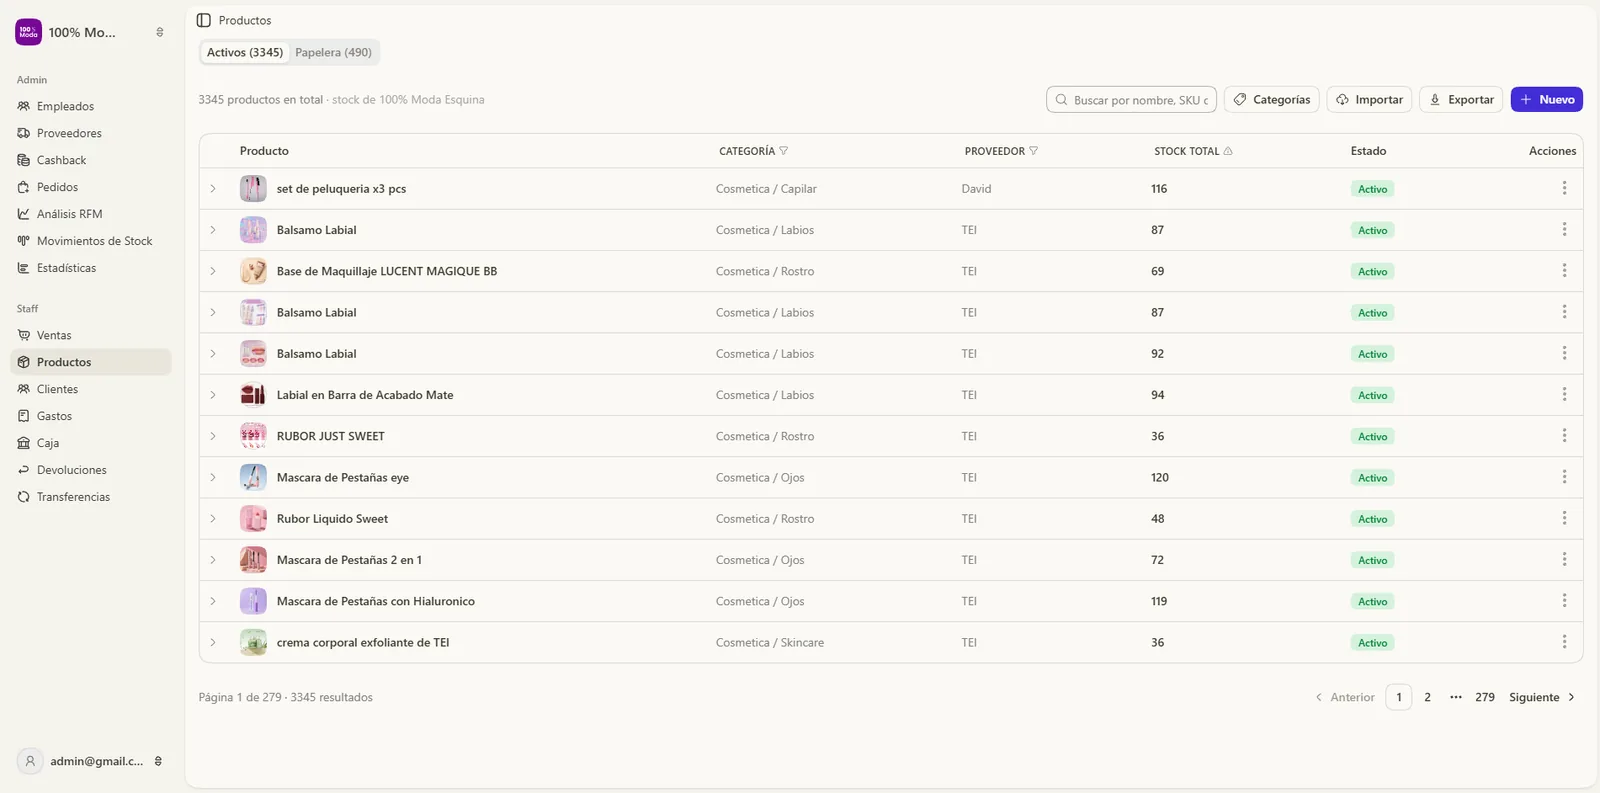 100% Moda
100% Mo...
Productos
Activos (3345)
Papelera (490)
Admin
Empleados
Proveedores
Cashback
Pedidos
Análisis RFM
Movimientos de Stock
Estadísticas
Staff
Ventas
Productos
Clientes
Gastos
Caja
Devoluciones
Transferencias
admin@gmail.c...
3345 productos en total · stock de 100% Moda Esquina
Buscar por nombre, SKU c
Categorías
Importar
Exportar
Nuevo
Producto CATEGORÍA PROVEEDOR STOCK TOTAL Estado Acciones
set de peluqueria x3 pcs Cosmetica / Capilar David 116 Activo
Balsamo Labial Cosmetica / Labios TEI 87 Activo
Base de Maquillaje LUCENT MAGIQUE BB Cosmetica / Rostro TEI 69 Activo
Balsamo Labial Cosmetica / Labios TEI 87 Activo
Balsamo Labial Cosmetica / Labios TEI 92 Activo
Labial en Barra de Acabado Mate Cosmetica / Labios TEI 94 Activo
RUBOR JUST SWEET Cosmetica / Rostro TEI 36 Activo
Mascara de Pestañas eye Cosmetica / Ojos TEI 120 Activo
Rubor Liquido Sweet Cosmetica / Rostro TEI 48 Activo
Mascara de Pestañas 2 en 1 Cosmetica / Ojos TEI 72 Activo
Mascara de Pestañas con Hialuronico Cosmetica / Ojos TEI 119 Activo
crema corporal exfoliante de TEI Cosmetica / Skincare TEI 36 Activo
Página 1 de 279 · 3345 resultados
Anterior 1 2 ••• 279 Siguiente